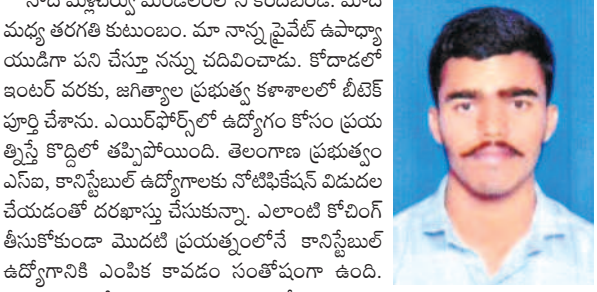 మధ్య తరగతి కుటుంబం. మా నాన్న ప్రైవేట్ ఉపాధ్యా
యుడిగా పని చేస్తూ నన్ను చదివించాడు. కోదాడలో
ఇంటర్ వరకు, జగిత్యాల ప్రభుత్వ కళాశాలలో బీటెక్
పూర్తి చేశాను. ఎయిర్‌ఫోర్స్‌లో ఉద్యోగం కోసం ప్రయ
త్నిస్తే కొద్దిలో తప్పిపోయింది. తెలంగాణ ప్రభుత్వం
ఎస్ఐ, కానిస్టేబుల్ ఉద్యోగాలకు నోటిఫికేషన్ విడుదల
చేయడంతో దరఖాస్తు చేసుకున్నా. ఎలాంటి కోచింగ్
తీసుకోకుండా మొదటి ప్రయత్నంలోనే కానిస్టేబుల్
ఉద్యోగానికి ఎంపిక కావడం సంతోషంగా ఉంది.